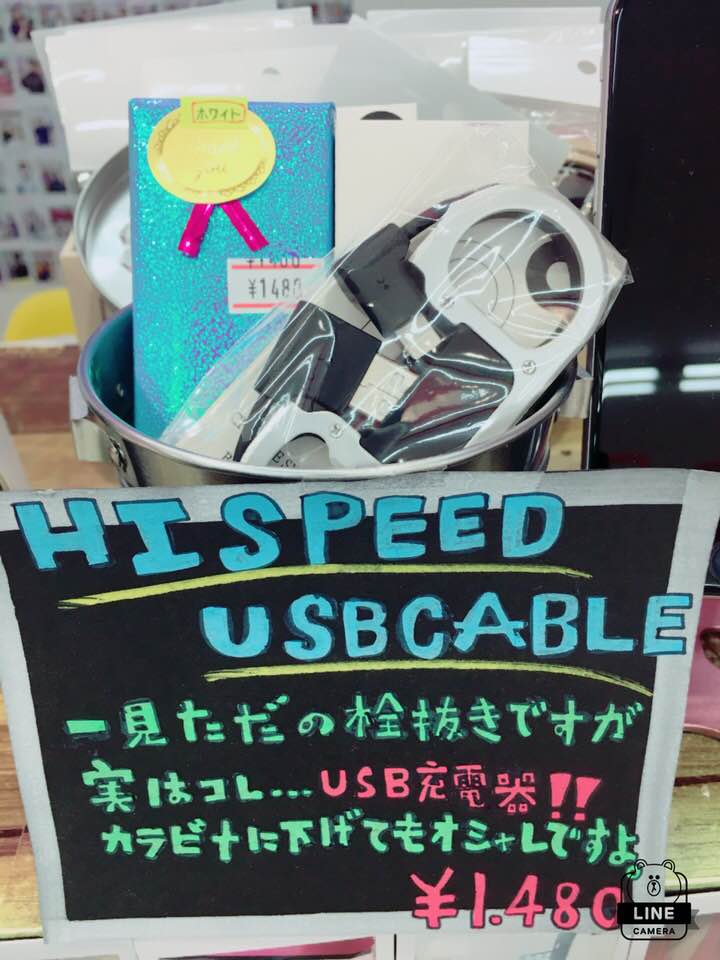 ホワイト
¥1480
¥1480
HISPEED
USBCABLE
一見ただの栓抜きですが
実はコレ...USB充電器!!
カラビナに下げてもオシャレですよ
¥1.480
LINE
CAMERA